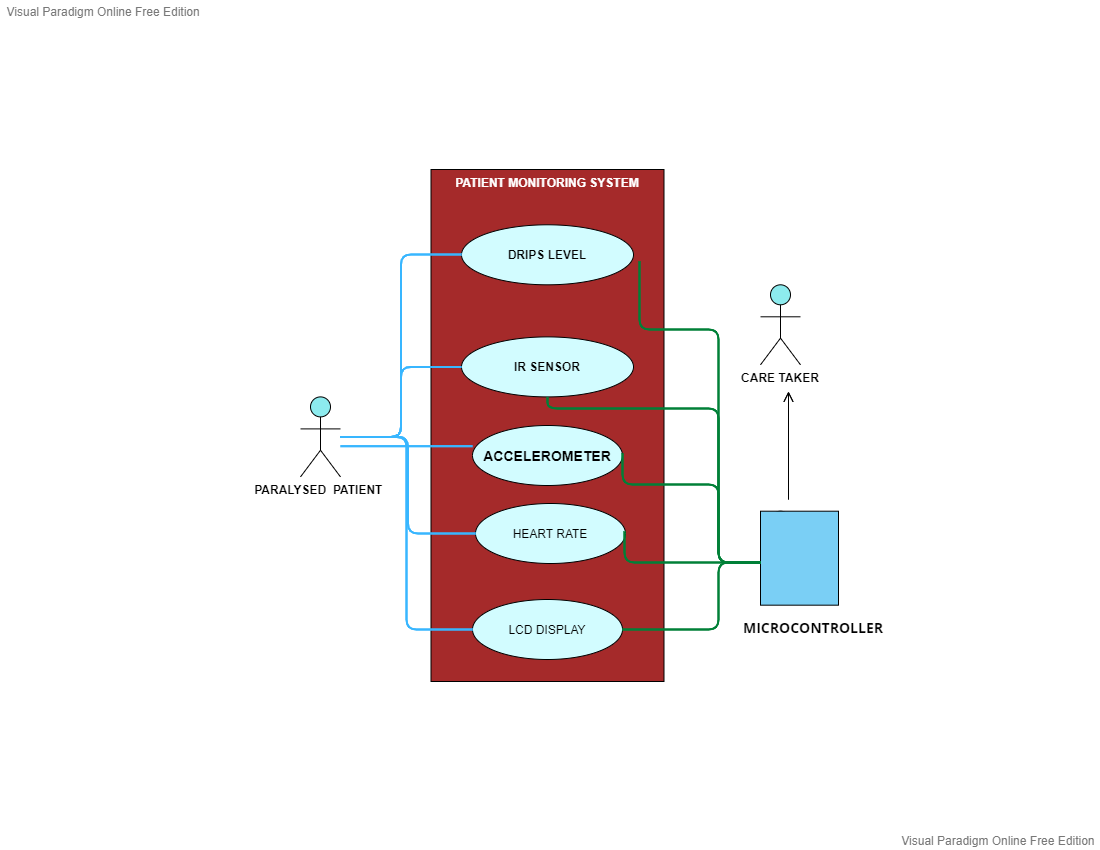 Visual Paradigm Online Free Edition
PATIENT MONITORING SYSTEM
DRIPS LEVEL
IR SENSOR
CARE TAKER
ACCELEROMETER
PARALYSED PATIENT
HEART RATE
LCD DISPLAY
MICROCONTROLLER
Visual Paradigm Online Free Edition